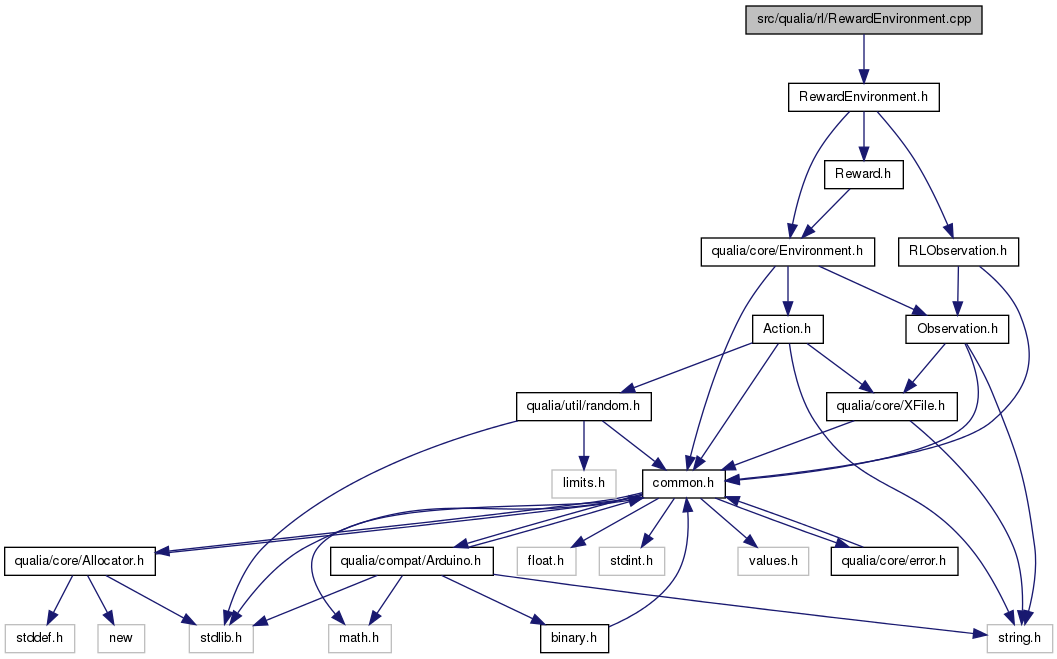 src/qualia/rl/RewardEnvironment.cpp
RewardEnvironment.h
Reward.h
qualia/core/Environment.h
RLObservation.h
Action.h
Observation.h
qualia/util/random.h
qualia/core/XFile.h
limits.h
common.h
qualia/core/Allocator.h
qualia/compat/Arduino.h
float.h
stdint.h
values.h
qualia/core/error.h
stddef.h
new
stdlib.h
math.h
binary.h
string.h